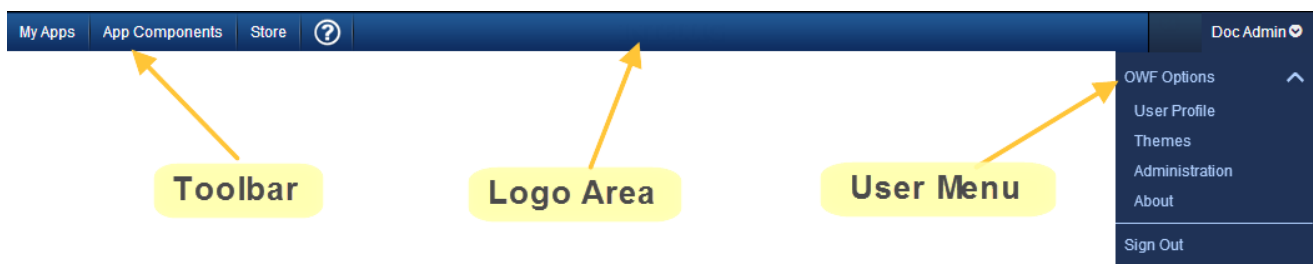 My Apps App Components Store ? Doc Admin
OWF Options
User Profile
Themes
Administration
About
Sign Out
Toolbar
Logo Area
User Menu